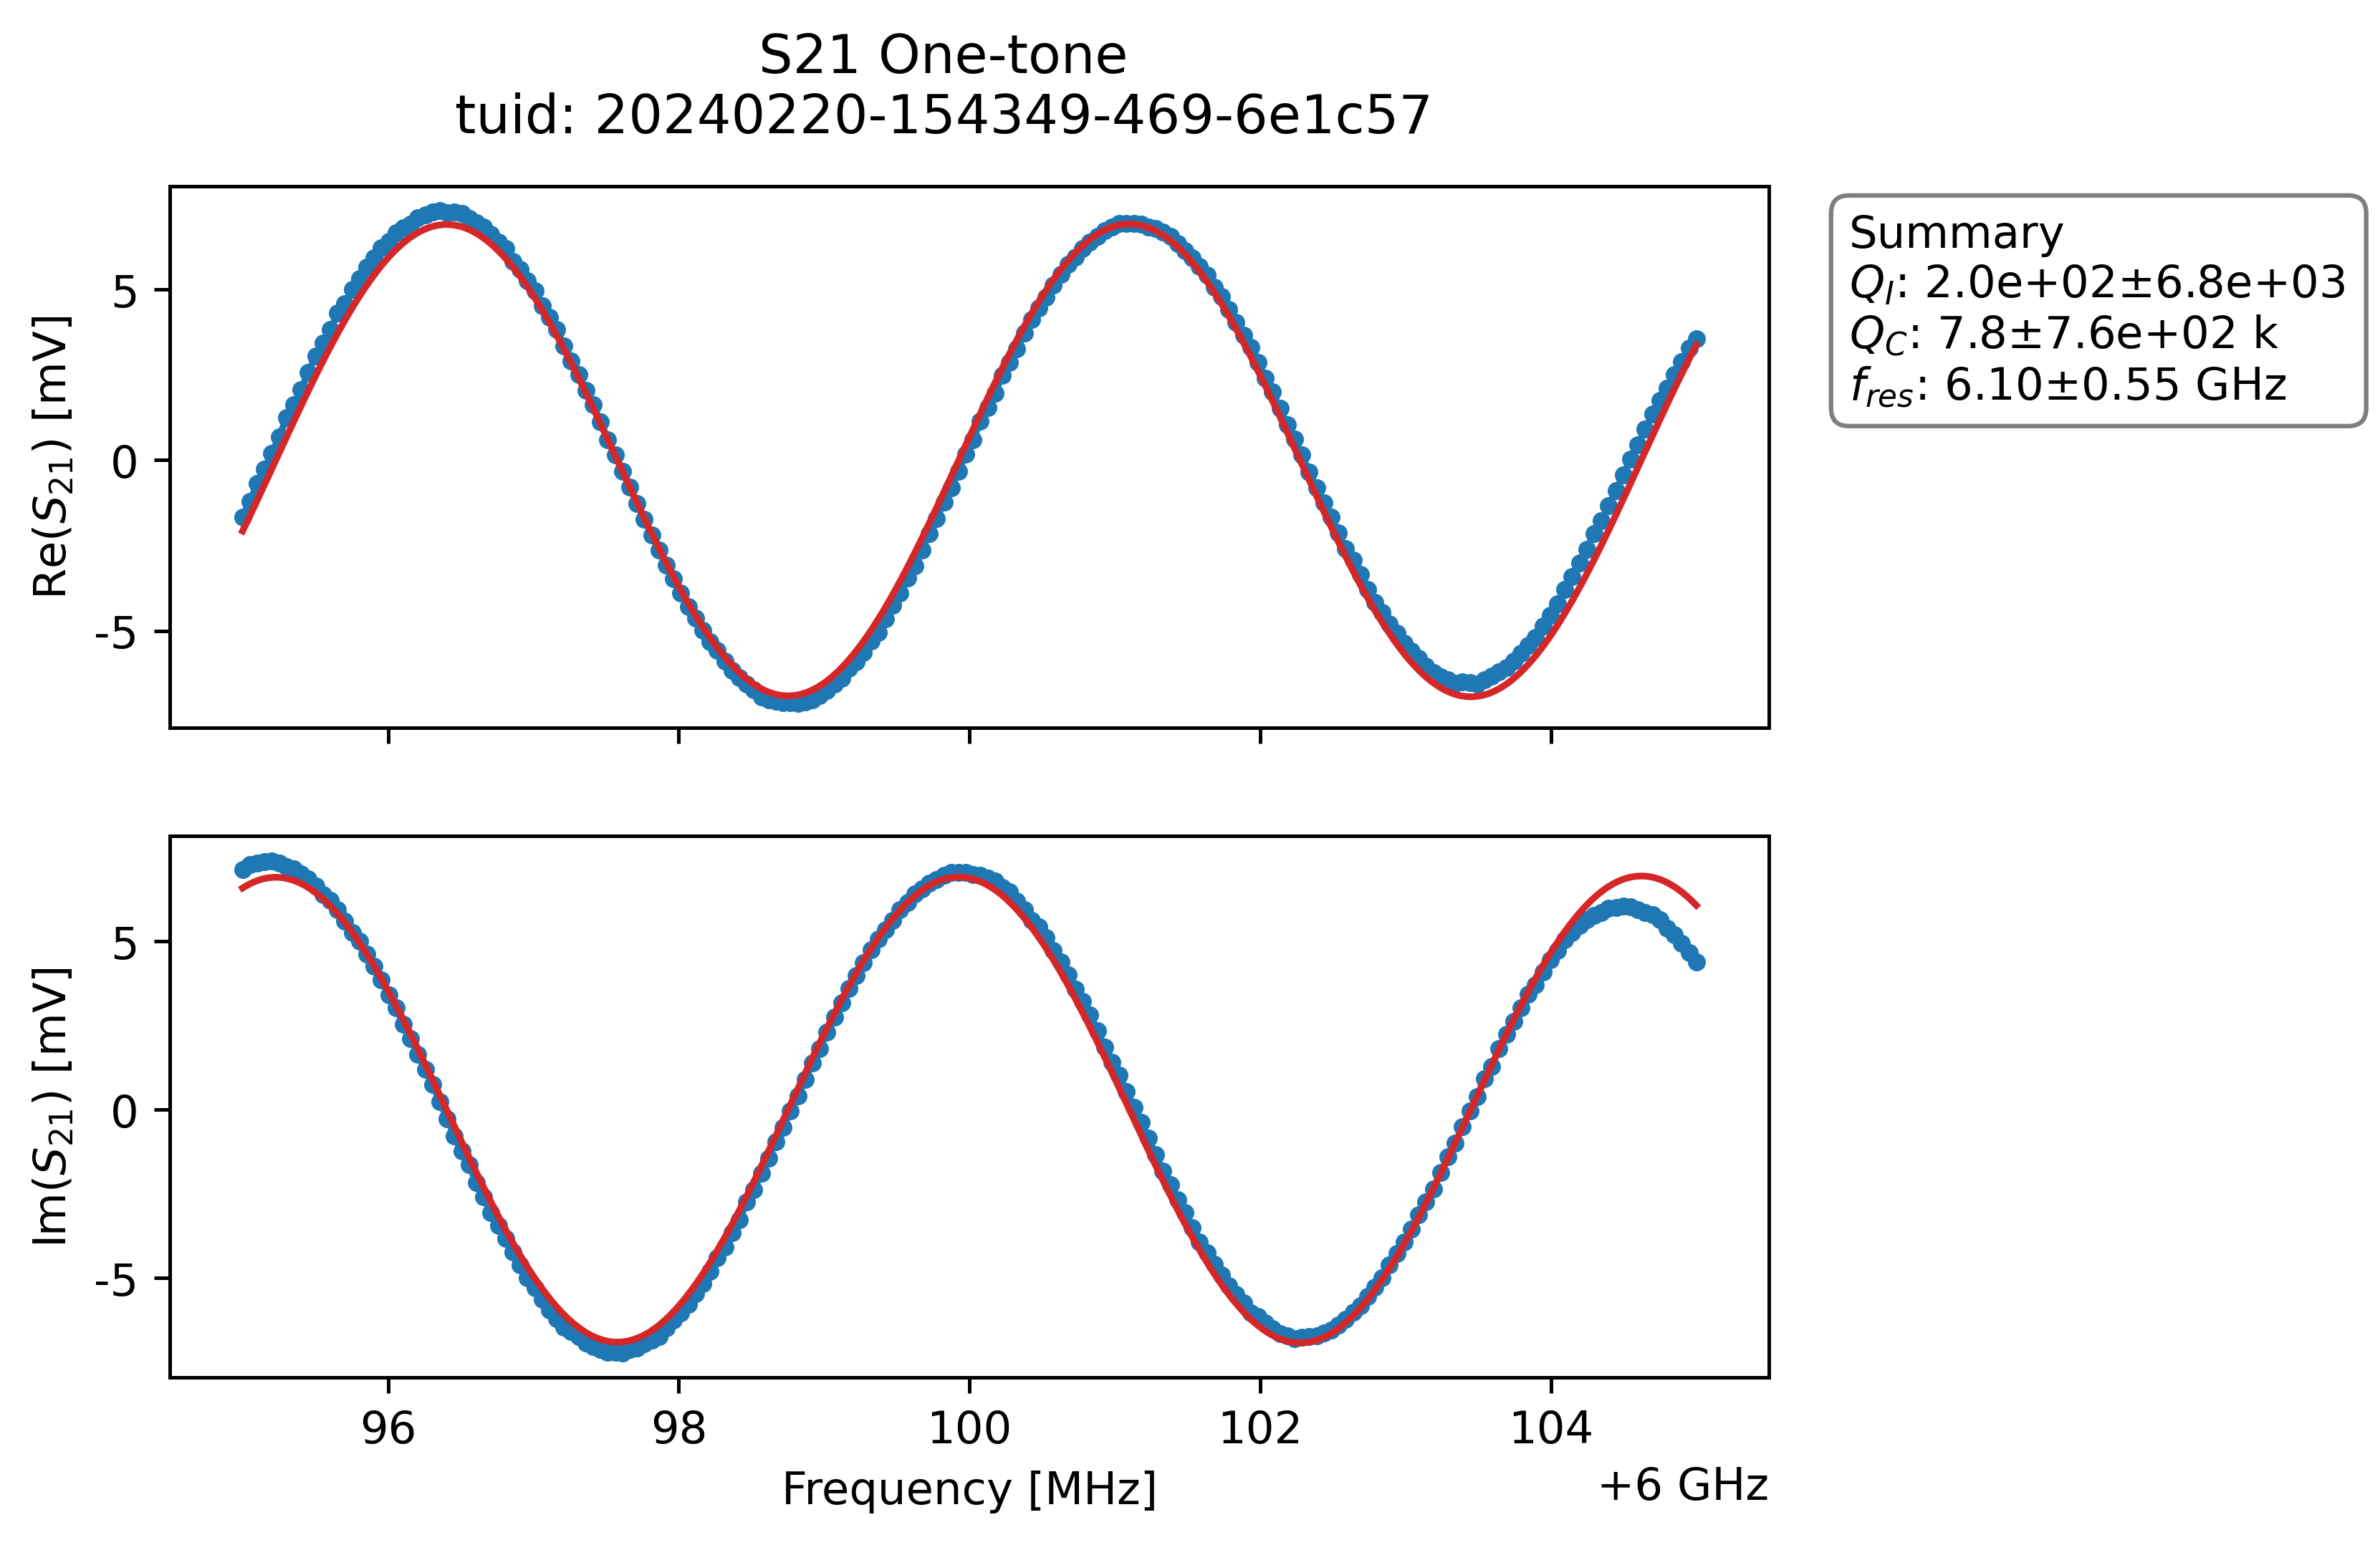 S21 One-tone
tuid: 20240220-154349-469-6e1c57
Re(S₂₁) [mV]
5
0
-5
Summary
Qₗ: 2.0e+02±6.8e+03
Q_C: 7.8±7.6e+02 k
f_res: 6.10±0.55 GHz
Im(S₂₁) [mV]
5
0
-5
96 98 100 102 104
Frequency [MHz]
+6 GHz